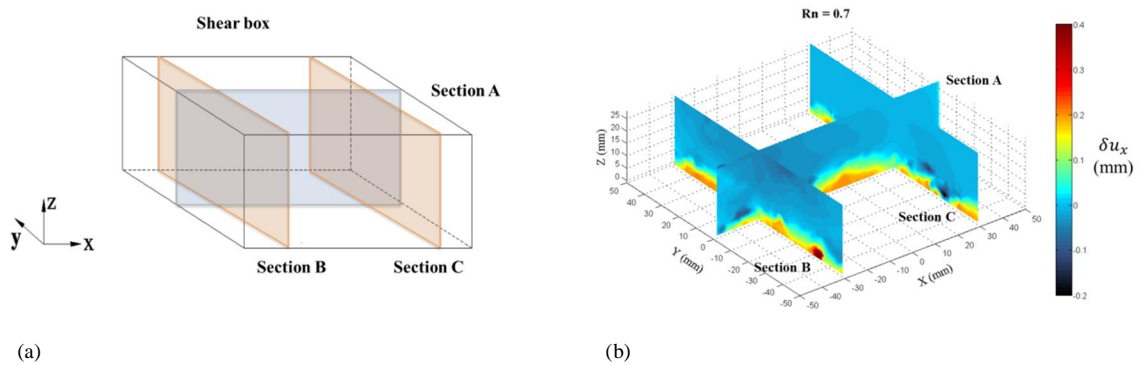 Shear box
Section A
Z
y
x
Section B
Section C
(a)
Rn = 0.7
Section A
Section C
Section B
Z (mm)
25
20
15
10
5
0
50
40
30
20
10
0
-10
-20
-30
-40
-50
Y (mm)
-50
-40
-30
-20
-10
0
10
20
30
40
50
X (mm)
0.4
0.3
0.2
0.1
0
-0.1
-0.2
δu_x
(mm)
(b)